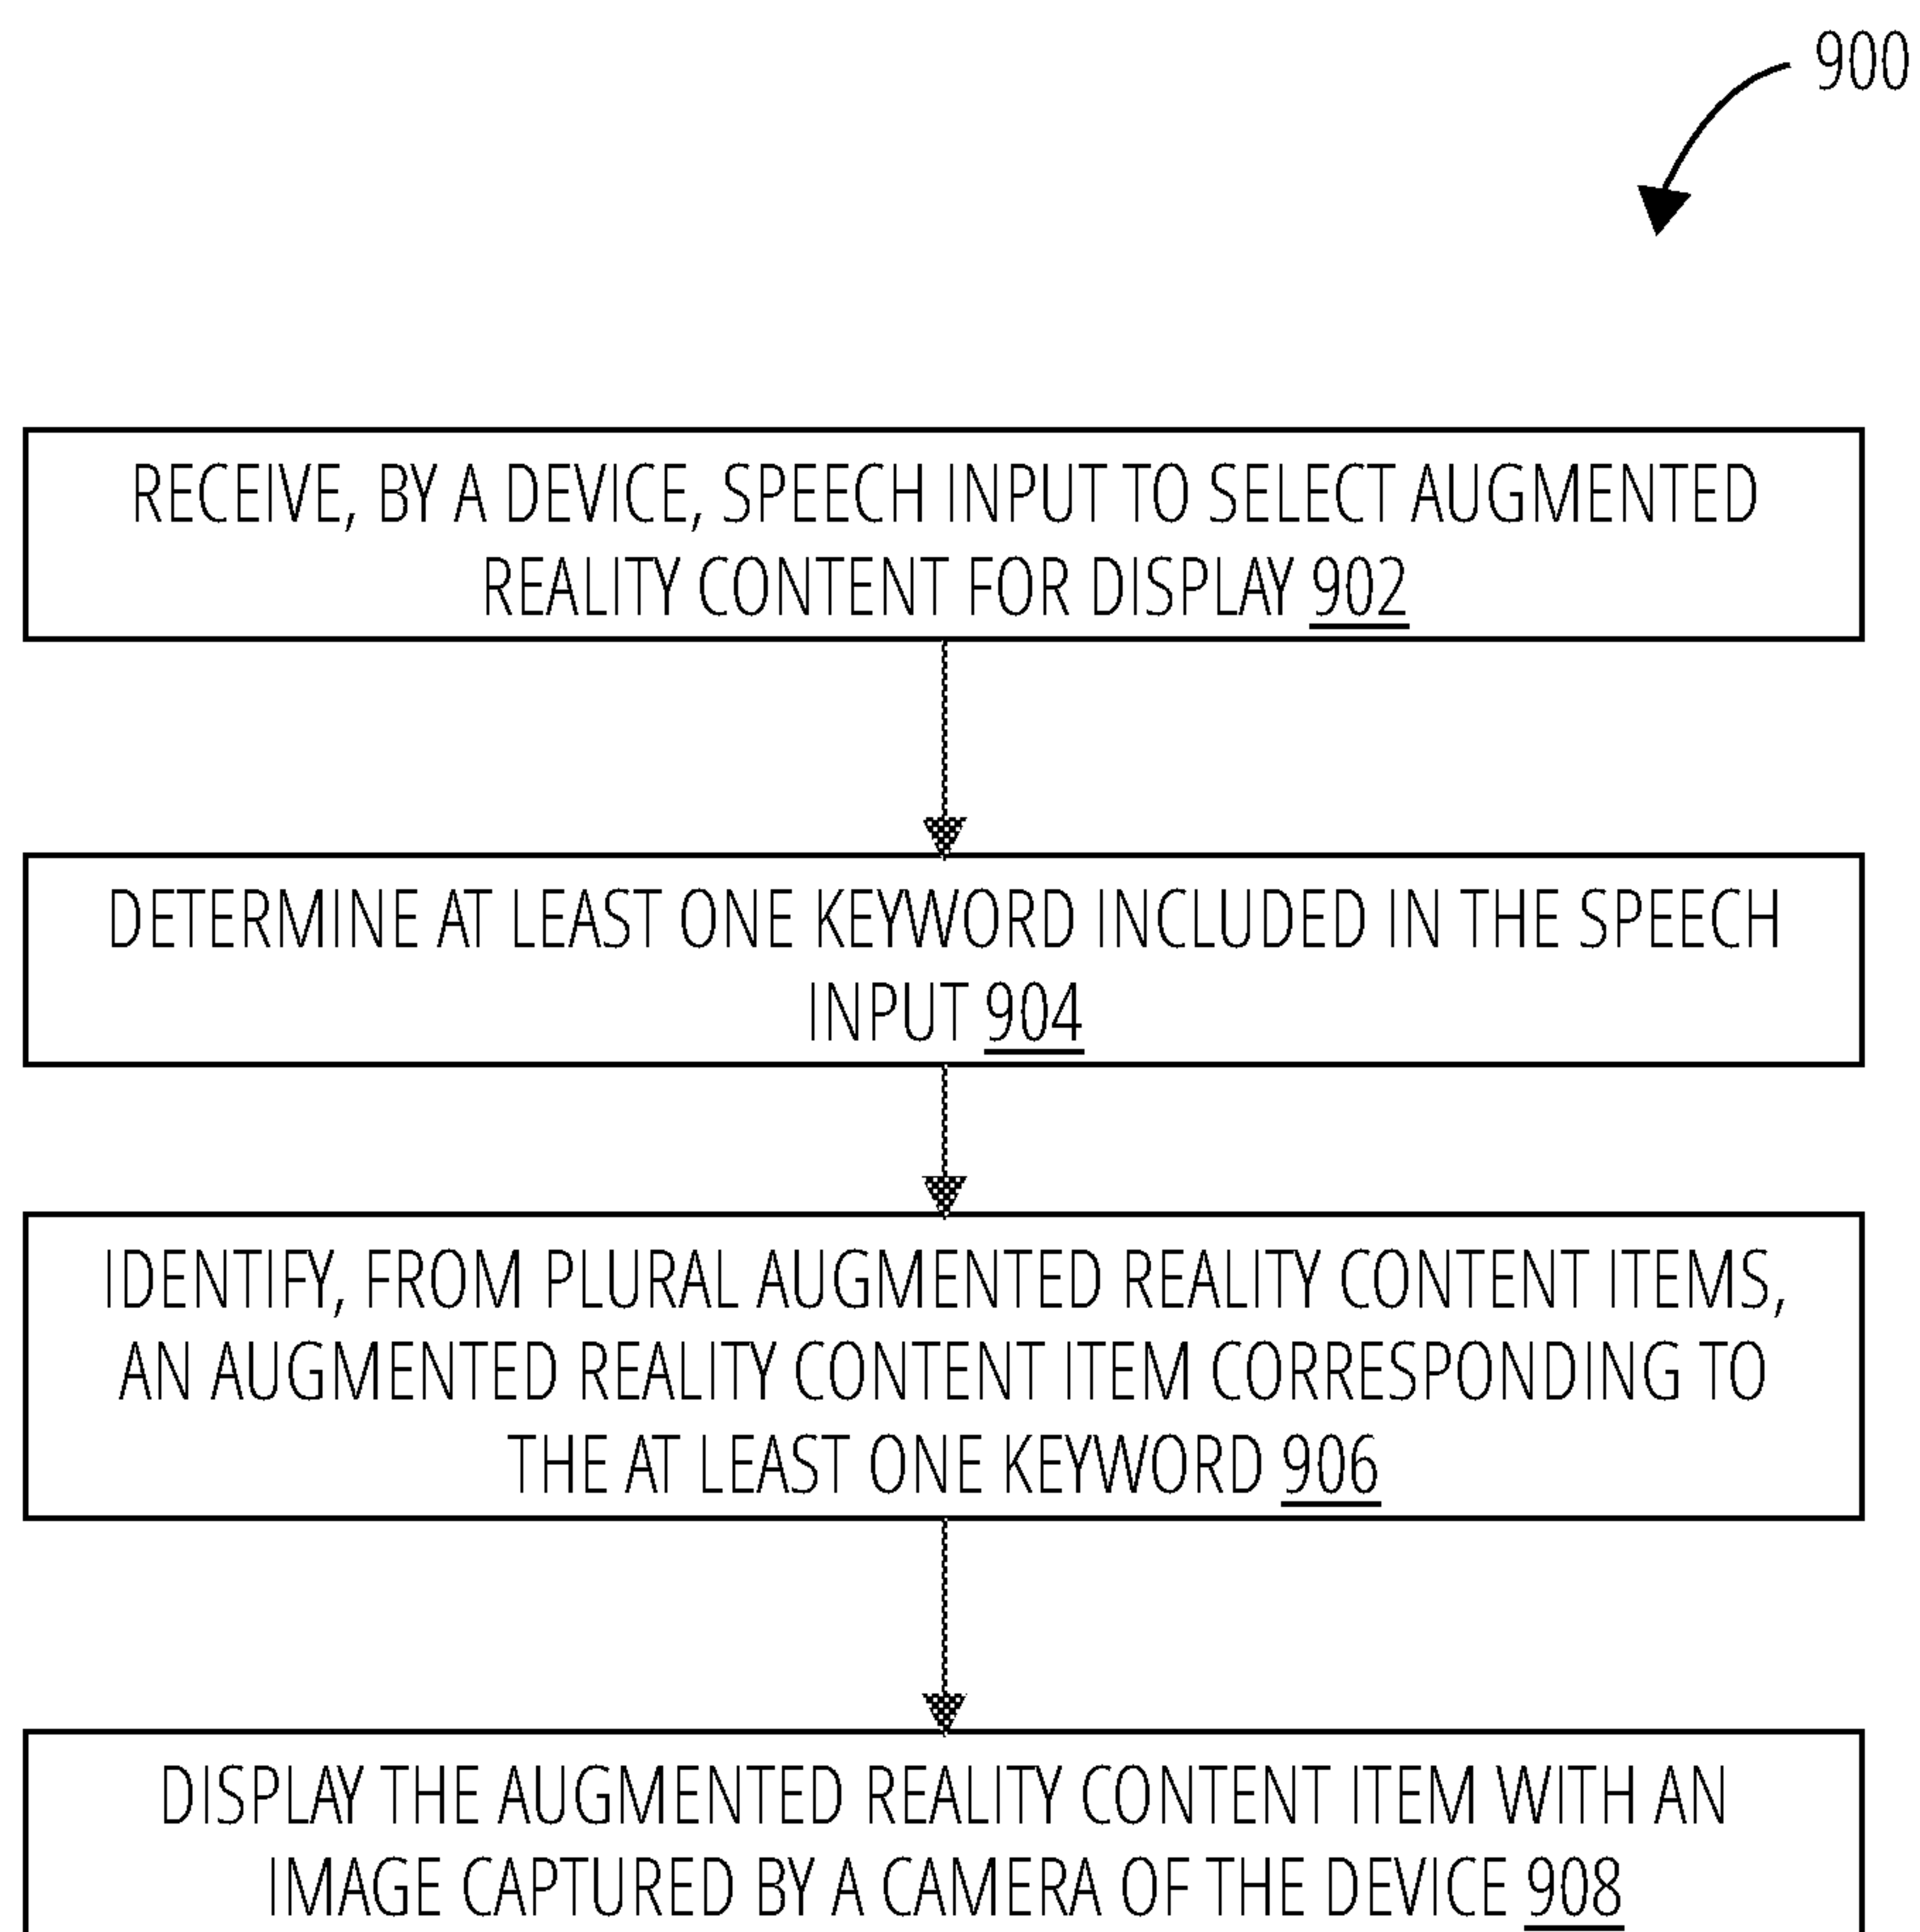 900
RECEIVE, BY A DEVICE, SPEECH INPUT TO SELECT AUGMENTED
REALITY CONTENT FOR DISPLAY 902
DETERMINE AT LEAST ONE KEYWORD INCLUDED IN THE SPEECH
INPUT 904
IDENTIFY, FROM PLURAL AUGMENTED REALITY CONTENT ITEMS,
AN AUGMENTED REALITY CONTENT ITEM CORRESPONDING TO
THE AT LEAST ONE KEYWORD 906
DISPLAY THE AUGMENTED REALITY CONTENT ITEM WITH AN
IMAGE CAPTURED BY A CAMERA OF THE DEVICE 908